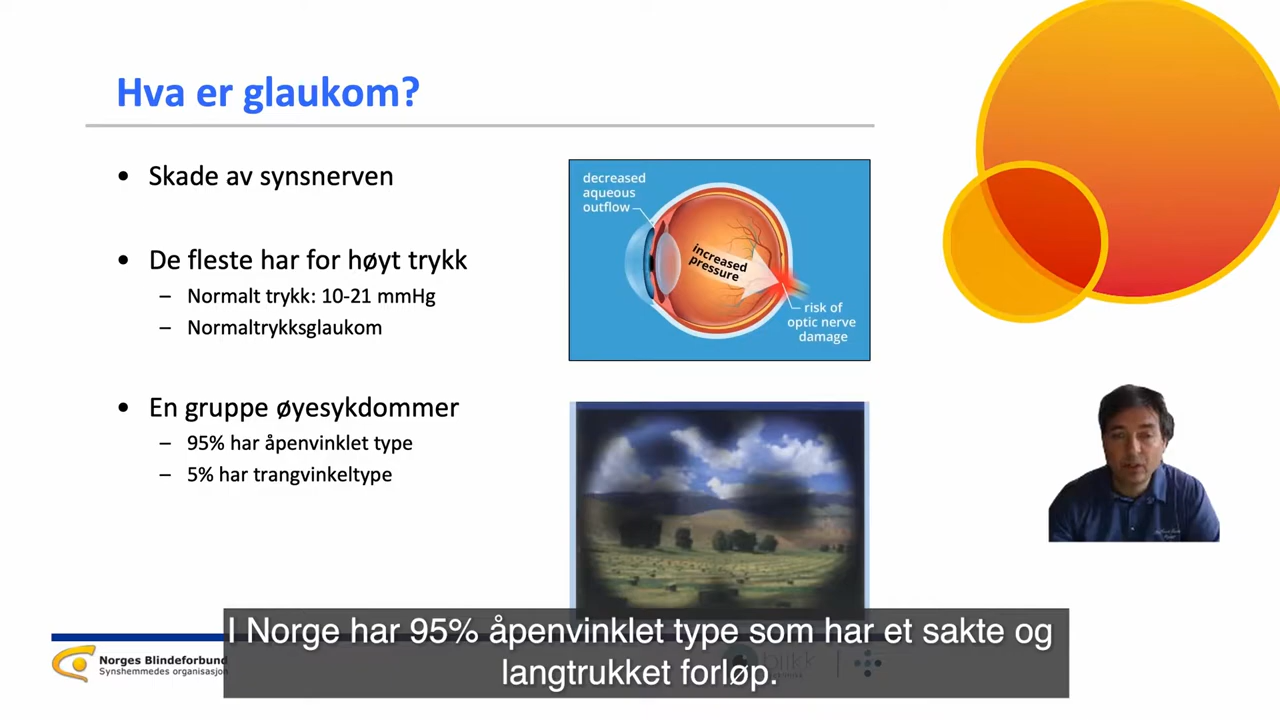 Hva er glaukom?
• Skade av synsnerven
• De fleste har for høyt trykk
– Normalt trykk: 10-21 mmHg
– Normaltrykksglaukom
• En gruppe øyesykdommer
– 95% har åpenvinklet type
– 5% har trangvinkeltype
decreased
aqueous
outflow
increased
pressure
risk of
optic nerve
damage
I Norge har 95% åpenvinklet type som har et sakte og
langtrukket forløp.
Norges Blindeforbund
Synshemmedes organisasjon